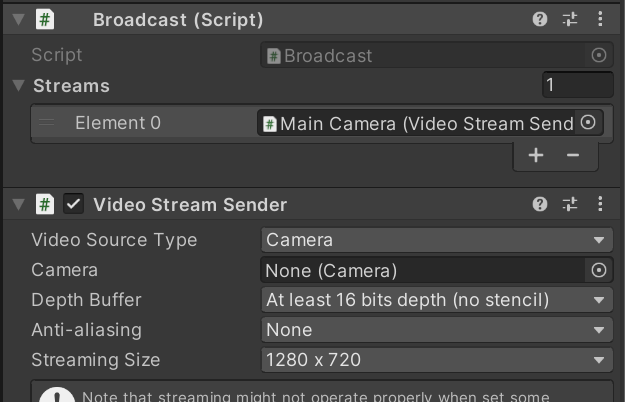 Broadcast (Script)
Script Broadcast
Streams 1
Element 0 Main Camera (Video Stream Send
Video Stream Sender
Video Source Type Camera
Camera None (Camera)
Depth Buffer At least 16 bits depth (no stencil)
Anti-aliasing None
Streaming Size 1280 x 720
Note that streaming might not operate properly when set some